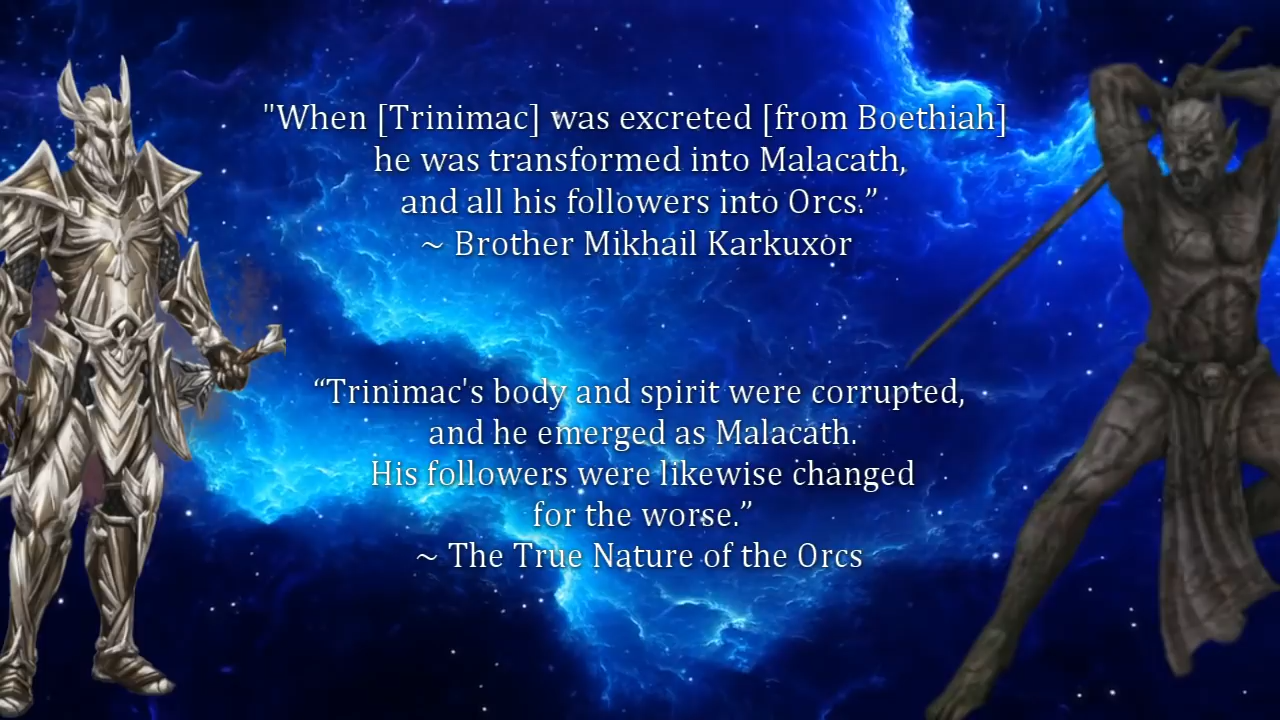 "When [Trinimac] was excreted [from Boethiah]
he was transformed into Malacath,
and all his followers into Orcs.”
~ Brother Mikhail Karkuxor
“Trinimac's body and spirit were corrupted,
and he emerged as Malacath.
His followers were likewise changed
for the worse.”
~ The True Nature of the Orcs